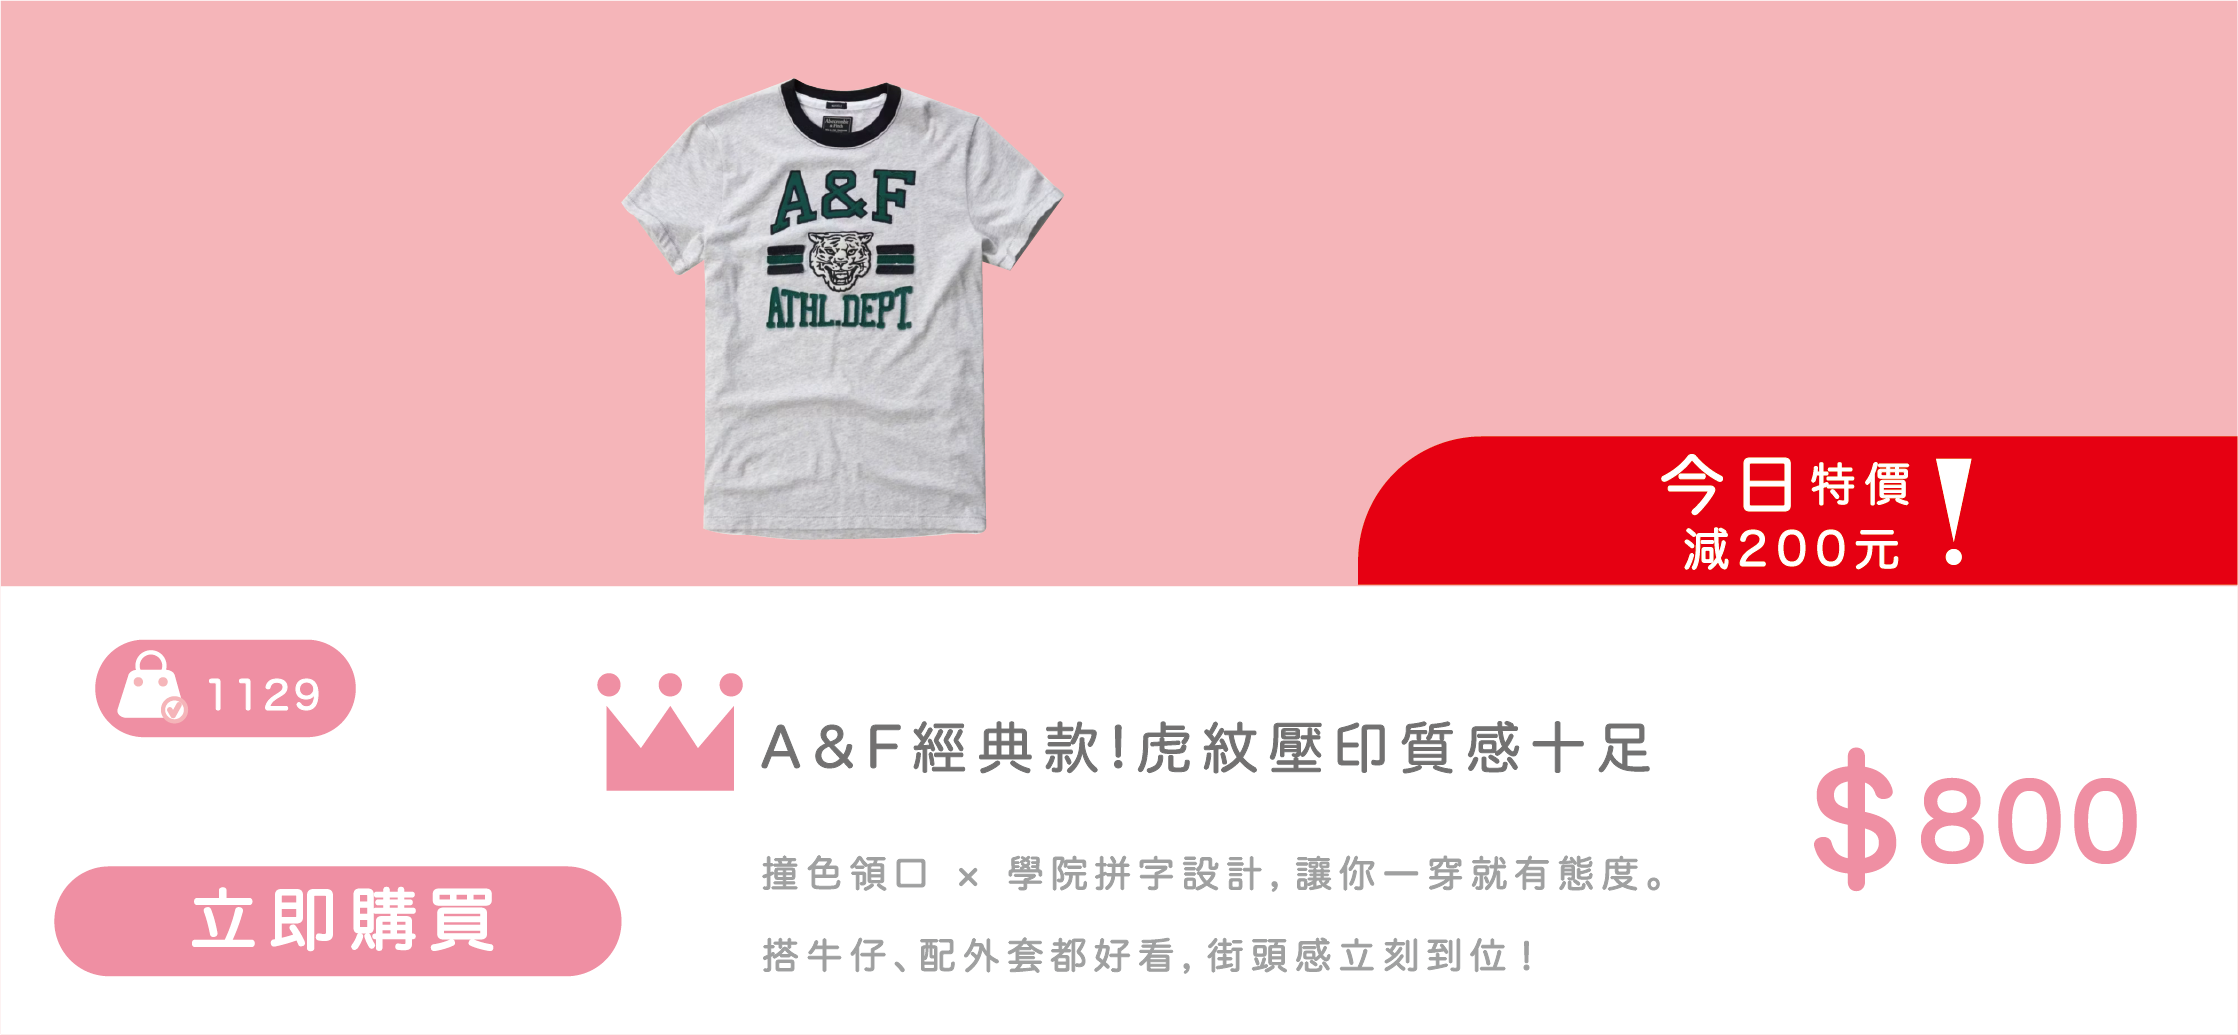 A&F
ATHL.DEPT.
今日特價
減200元!
1129
A&F經典款!虎紋壓印質感十足
$800
撞色領口 × 學院拼字設計,讓你一穿就有態度。
搭牛仔、配外套都好看,街頭感立刻到位!
立即購買